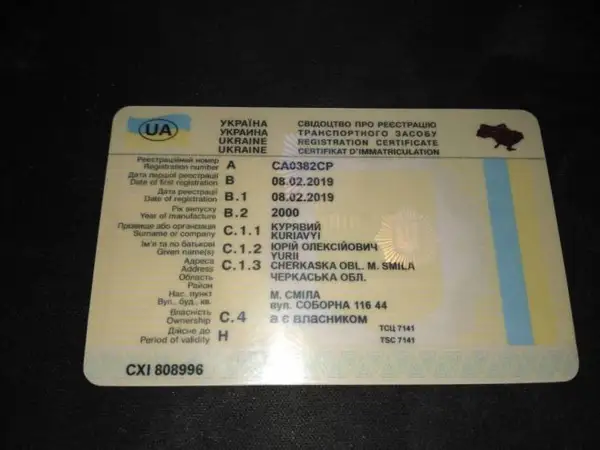 UA
УКРАЇНА СВІДОЦТВО ПРО РЕЄСТРАЦІЮ
УКРАИНА ТРАНСПОРТНОГО ЗАСОБУ
UKRAINE REGISTRATION CERTIFICATE
UKRAINE CERTIFIKAT D'IMMATRICULATION
Реєстраційний номер
Registration number A CA0382CP
Дата першої реєстрації
Date of first registration B 08.02.2019
Дата реєстрації
Date of registration B.1 08.02.2019
Рік випуску
Year of manufacture B.2 2000
Прізвище або організація C.1.1 КУРЯВИЙ
Surname or company KURIAVYI
Ім'я та по батькові C.1.2 ЮРІЙ ОЛЕКСІЙОВИЧ
Given name(s) YURII
Адреса C.1.3 CHERKASKA OBL. M. SMILA
Address
Область ЧЕРКАСЬКА ОБЛ.
Район
Нас. пункт М. СМІЛА
Вул., буд., кв. вул. СОБОРНА 116 44
Власність
Ownership C.4 а є власником
Дійсне до ТСЦ 7141
Period of validity H TSC 7141
CXI 808996